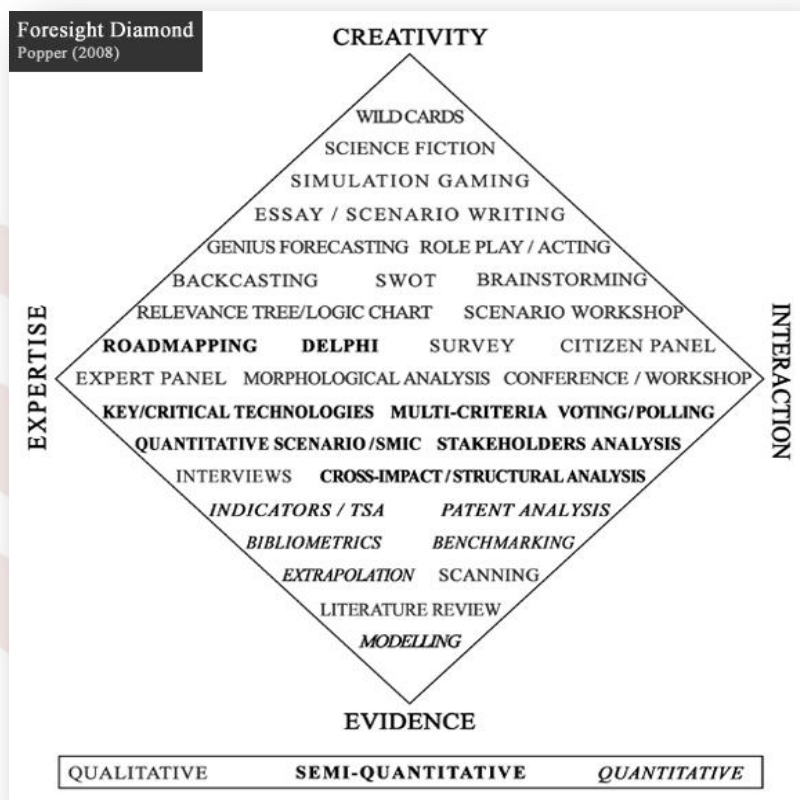 Foresight Diamond
Popper (2008)
CREATIVITY
WILD CARDS
SCIENCE FICTION
SIMULATION GAMING
ESSAY / SCENARIO WRITING
GENIUS FORECASTING ROLE PLAY / ACTING
BACKCASTING SWOT BRAINSTORMING
RELEVANCE TREE/LOGIC CHART SCENARIO WORKSHOP
ROADMAPPING DELPHI SURVEY CITIZEN PANEL
EXPERT PANEL MORPHOLOGICAL ANALYSIS CONFERENCE / WORKSHOP
KEY/CRITICAL TECHNOLOGIES MULTI-CRITERIA VOTING/POLLING
QUANTITATIVE SCENARIO/SMIC STAKEHOLDERS ANALYSIS
INTERVIEWS CROSS-IMPACT/STRUCTURAL ANALYSIS
INDICATORS / TSA PATENT ANALYSIS
BIBLIOMETRICS BENCHMARKING
EXTRAPOLATION SCANNING
LITERATURE REVIEW
MODELLING
EXPERTISE
INTERACTION
EVIDENCE
QUALITATIVE SEMI-QUANTITATIVE QUANTITATIVE